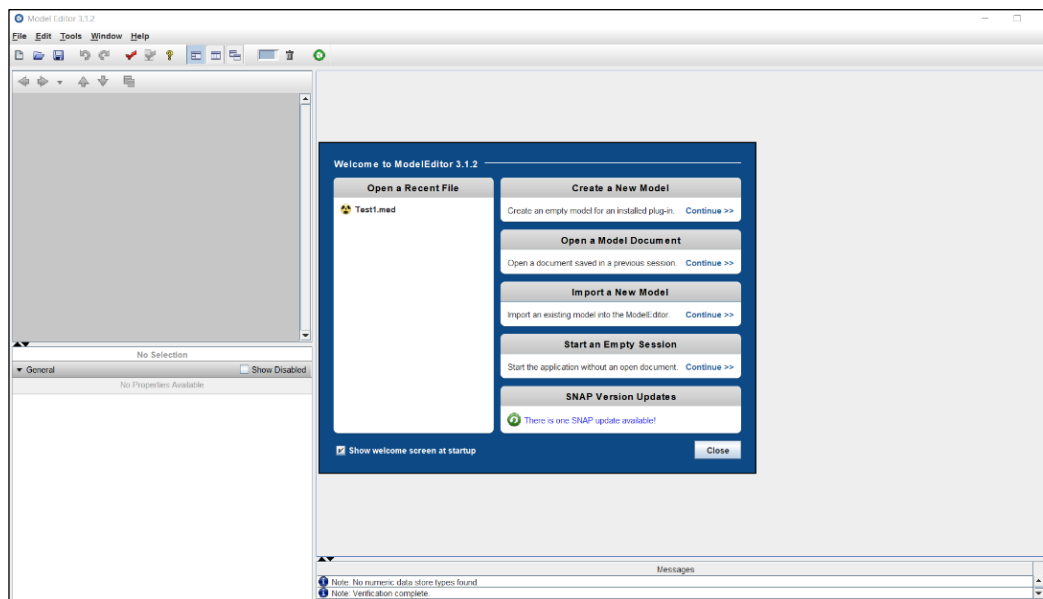 Model Editor 3.1.2
File Edit Tools Window Help
Welcome to ModelEditor 3.1.2
Open a Recent File
Test1.med
Create a New Model
Create an empty model for an installed plug-in. Continue >>
Open a Model Document
Open a document saved in a previous session. Continue >>
Import a New Model
Import an existing model into the ModelEditor. Continue >>
Start an Empty Session
Start the application without an open document. Continue >>
SNAP Version Updates
There is one SNAP update available!
Show welcome screen at startup
Close
No Selection
General Show Disabled
No Properties Available
Messages
Note: No numeric data store types found.
Note: Verification complete.